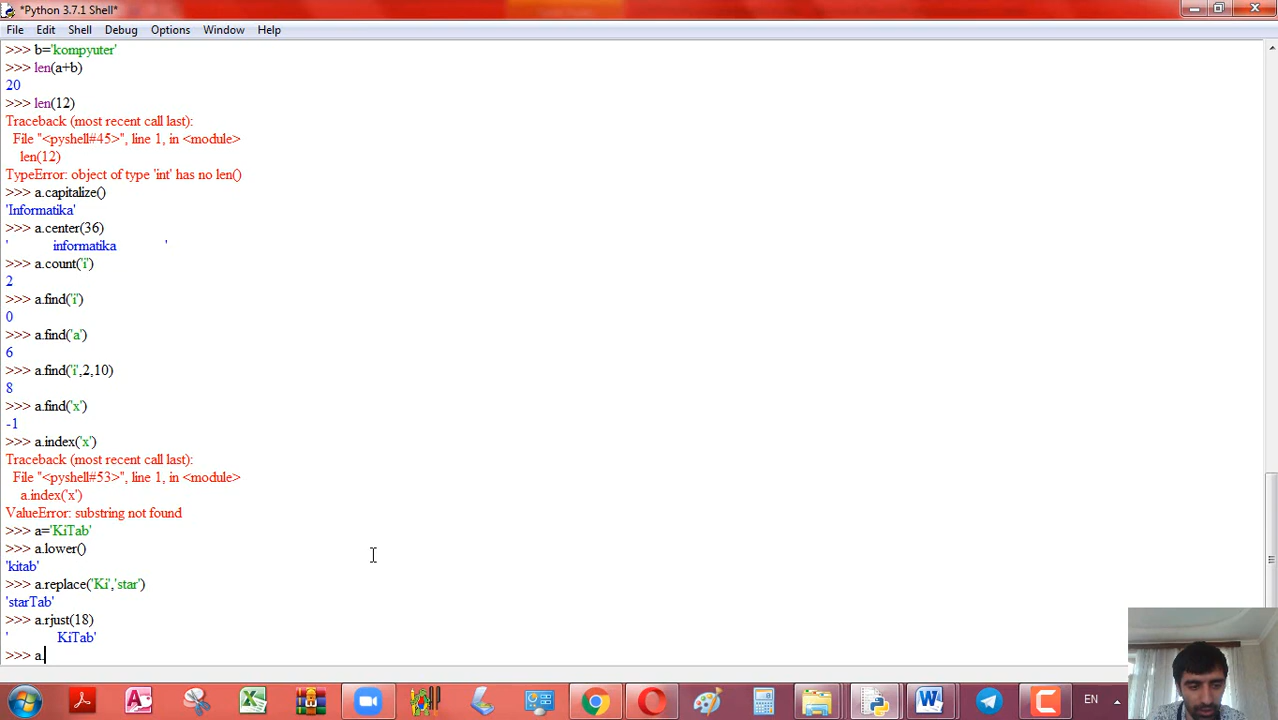 *Python 3.7.1 Shell*
File Edit Shell Debug Options Window Help
>>> b='kompyuter'
>>> len(a+b)
20
>>> len(12)
Traceback (most recent call last):
  File "<pyshell#45>", line 1, in <module>
    len(12)
TypeError: object of type 'int' has no len()
>>> a.capitalize()
'Informatika'
>>> a.center(36)
'            informatika             '
>>> a.count('i')
2
>>> a.find('i')
0
>>> a.find('a')
6
>>> a.find('i',2,10)
8
>>> a.find('x')
-1
>>> a.index('x')
Traceback (most recent call last):
  File "<pyshell#53>", line 1, in <module>
    a.index('x')
ValueError: substring not found
>>> a='KiTab'
>>> a.lower()
'kitab'
>>> a.replace('Ki','star')
'starTab'
>>> a.rjust(18)
'             KiTab'
>>> a.
EN